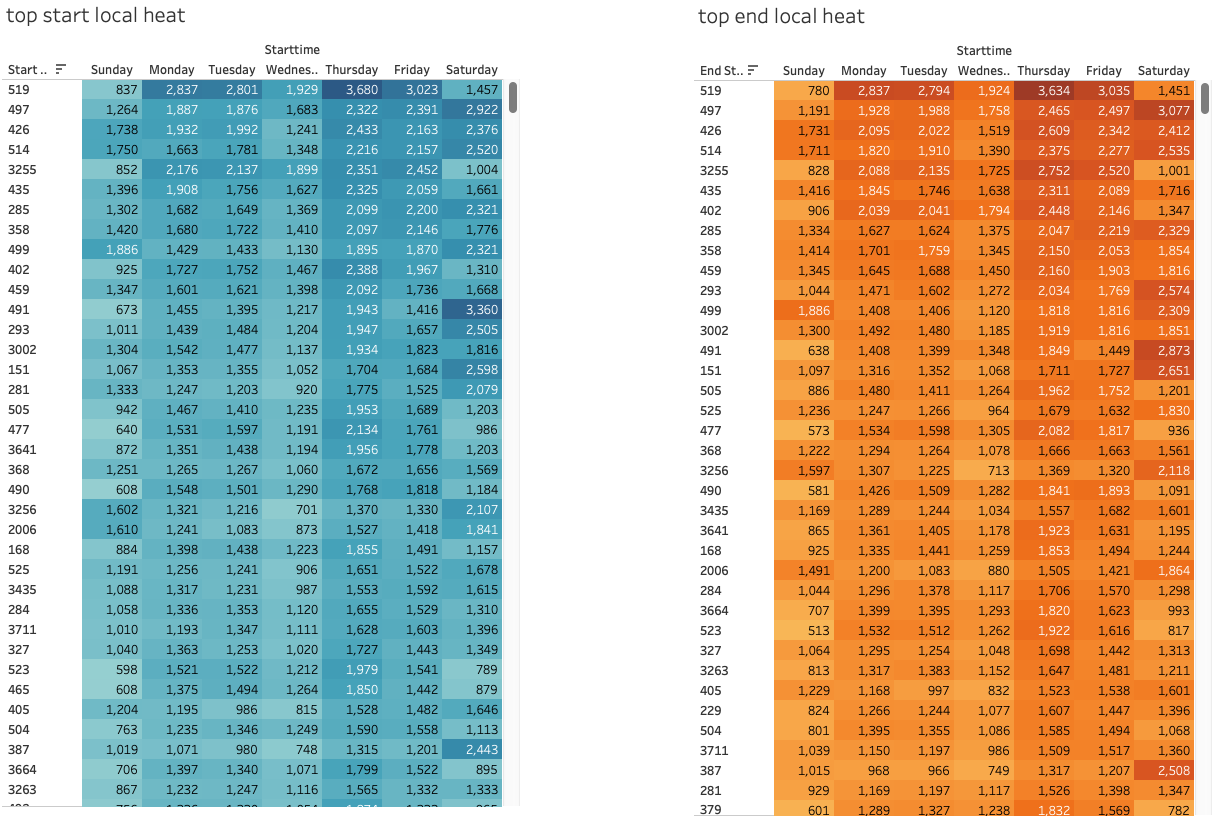 top start local heat
Starttime
Start .. Sunday Monday Tuesday Wednes.. Thursday Friday Saturday
519 837 2,837 2,801 1,929 3,680 3,023 1,457
497 1,264 1,887 1,876 1,683 2,322 2,391 2,922
426 1,738 1,932 1,992 1,241 2,433 2,163 2,376
514 1,750 1,663 1,781 1,348 2,216 2,157 2,520
3255 852 2,176 2,137 1,899 2,351 2,452 1,004
435 1,396 1,908 1,756 1,627 2,325 2,059 1,661
285 1,302 1,682 1,649 1,369 2,099 2,200 2,321
358 1,420 1,680 1,722 1,410 2,097 2,146 1,776
499 1,886 1,429 1,433 1,130 1,895 1,870 2,321
402 925 1,727 1,752 1,467 2,388 1,967 1,310
459 1,347 1,601 1,621 1,398 2,092 1,736 1,668
491 673 1,455 1,395 1,217 1,943 1,416 3,360
293 1,011 1,439 1,484 1,204 1,947 1,657 2,505
3002 1,304 1,542 1,477 1,137 1,934 1,823 1,816
151 1,067 1,353 1,355 1,052 1,704 1,684 2,598
281 1,333 1,247 1,203 920 1,775 1,525 2,079
505 942 1,467 1,410 1,235 1,953 1,689 1,203
477 640 1,531 1,597 1,191 2,134 1,761 986
3641 872 1,351 1,438 1,194 1,956 1,778 1,203
368 1,251 1,265 1,267 1,060 1,672 1,656 1,569
490 608 1,548 1,501 1,290 1,768 1,818 1,184
3256 1,602 1,321 1,216 701 1,370 1,330 2,107
2006 1,610 1,241 1,083 873 1,527 1,418 1,841
168 884 1,398 1,438 1,223 1,855 1,491 1,157
525 1,191 1,256 1,241 906 1,651 1,522 1,678
3435 1,088 1,317 1,231 987 1,553 1,592 1,615
284 1,058 1,336 1,353 1,120 1,655 1,529 1,310
3711 1,010 1,193 1,347 1,111 1,628 1,603 1,396
327 1,040 1,363 1,253 1,020 1,727 1,443 1,349
523 598 1,521 1,522 1,212 1,979 1,541 789
465 608 1,375 1,494 1,264 1,850 1,442 879
405 1,204 1,195 986 815 1,528 1,482 1,646
504 763 1,235 1,346 1,249 1,590 1,558 1,113
387 1,019 1,071 980 748 1,315 1,201 2,443
3664 706 1,397 1,340 1,071 1,799 1,522 895
3263 867 1,232 1,247 1,116 1,565 1,332 1,333
top end local heat
Starttime
End St.. Sunday Monday Tuesday Wednes.. Thursday Friday Saturday
519 780 2,837 2,794 1,924 3,634 3,035 1,451
497 1,191 1,928 1,988 1,758 2,465 2,497 3,077
426 1,731 2,095 2,022 1,519 2,609 2,342 2,412
514 1,711 1,820 1,910 1,390 2,375 2,277 2,535
3255 828 2,088 2,135 1,725 2,752 2,520 1,001
435 1,416 1,845 1,746 1,638 2,311 2,089 1,716
402 906 2,039 2,041 1,794 2,448 2,146 1,347
285 1,334 1,627 1,624 1,375 2,047 2,219 2,329
358 1,414 1,701 1,759 1,345 2,150 2,053 1,854
459 1,345 1,645 1,688 1,450 2,160 1,903 1,816
293 1,044 1,471 1,602 1,272 2,034 1,769 2,574
499 1,886 1,408 1,406 1,120 1,818 1,816 2,309
3002 1,300 1,492 1,480 1,185 1,919 1,816 1,851
491 638 1,408 1,399 1,348 1,849 1,449 2,873
151 1,097 1,316 1,352 1,068 1,711 1,727 2,651
505 886 1,480 1,411 1,264 1,962 1,752 1,201
525 1,236 1,247 1,266 964 1,679 1,632 1,830
477 573 1,534 1,598 1,305 2,082 1,817 936
368 1,222 1,294 1,264 1,078 1,666 1,663 1,561
3256 1,597 1,307 1,225 713 1,369 1,320 2,118
490 581 1,426 1,509 1,282 1,841 1,893 1,091
3435 1,169 1,289 1,244 1,034 1,557 1,682 1,601
3641 865 1,361 1,405 1,178 1,923 1,631 1,195
168 925 1,335 1,441 1,259 1,853 1,494 1,244
2006 1,491 1,200 1,083 880 1,505 1,421 1,864
284 1,044 1,296 1,378 1,117 1,706 1,570 1,298
3664 707 1,399 1,395 1,293 1,820 1,623 993
523 513 1,532 1,512 1,262 1,922 1,616 817
327 1,064 1,295 1,254 1,048 1,698 1,442 1,313
3263 813 1,317 1,383 1,152 1,647 1,481 1,211
405 1,229 1,168 997 832 1,523 1,538 1,601
229 824 1,266 1,244 1,077 1,607 1,447 1,396
504 801 1,395 1,355 1,086 1,585 1,494 1,068
3711 1,039 1,150 1,197 986 1,509 1,517 1,360
387 1,015 968 966 749 1,317 1,207 2,508
281 929 1,169 1,197 1,117 1,526 1,398 1,347
379 601 1,289 1,327 1,238 1,832 1,569 782